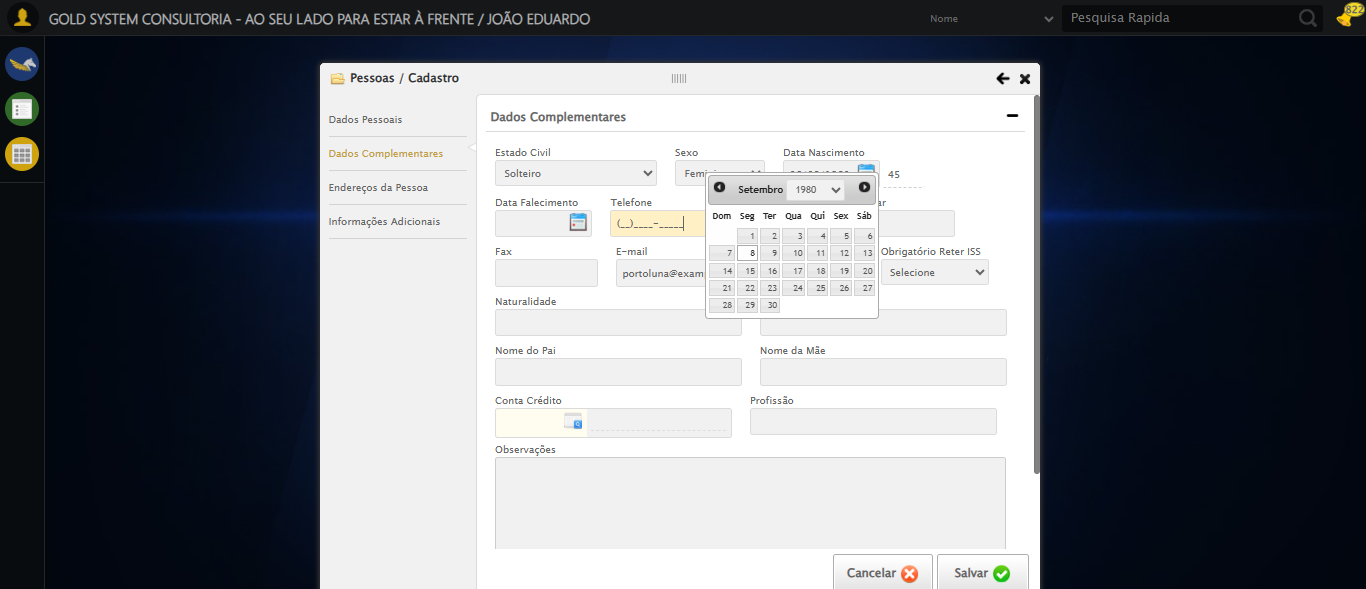 GOLD SYSTEM CONSULTORIA - AO SEU LADO PARA ESTAR À FRENTE / JOÃO EDUARDO
Nome
Pesquisa Rapida
822
Pessoas / Cadastro
Dados Pessoais
Dados Complementares
Endereços da Pessoa
Informações Adicionais
Dados Complementares
Estado Civil
Sexo
Data Nascimento
Solteiro
45
Data Falecimento
Telefone
(__)____-_____
Setembro 1980
Dom Seg Ter Qua Qui Sex Sáb
1 2 3 4 5 6
7 8 9 10 11 12 13
14 15 16 17 18 19 20
21 22 23 24 25 26 27
28 29 30
Fax
E-mail
Obrigatório Reter ISS
portoluna@exam
Selecione
Naturalidade
Nome do Pai
Nome da Mãe
Conta Crédito
Profissão
Observações
Cancelar
Salvar